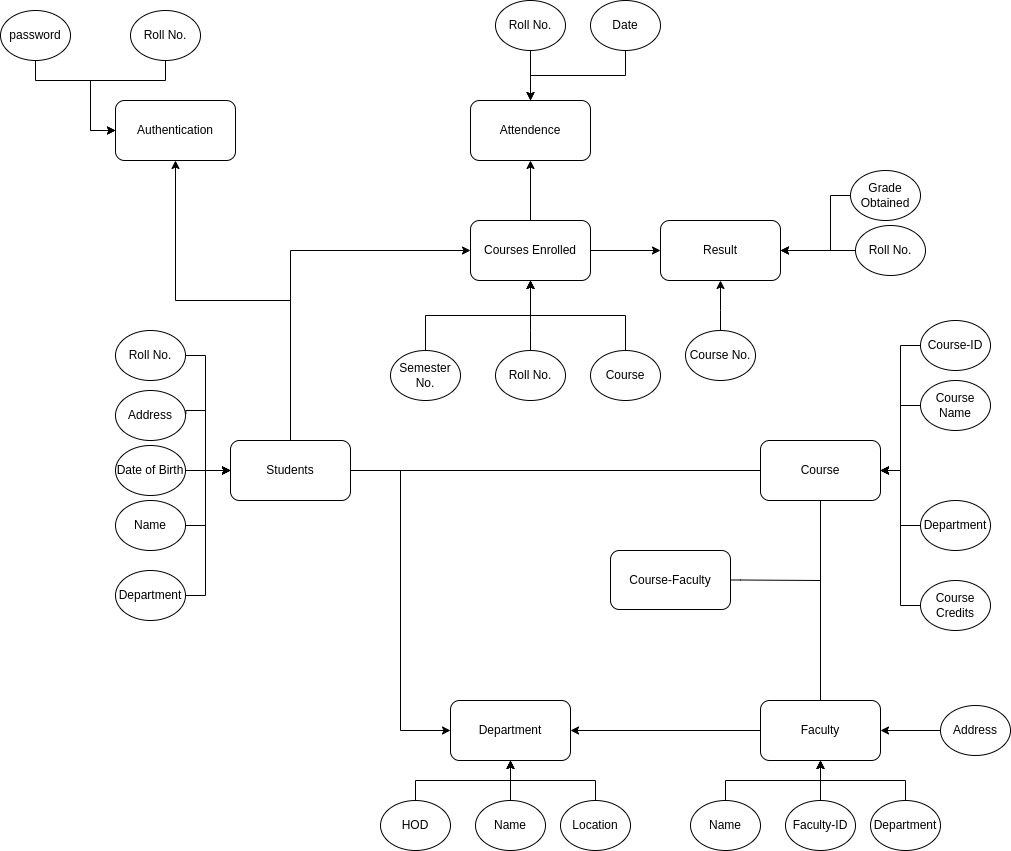 Roll No.
Date
password
Roll No.
Authentication
Attendence
Grade
Obtained
Courses Enrolled
Result
Roll No.
Roll No.
Semester
No.
Roll No.
Course
Course No.
Course-ID
Address
Course
Name
Date of Birth
Students
Course
Name
Department
Department
Course-Faculty
Course
Credits
Department
Faculty
Address
HOD
Name
Location
Name
Faculty-ID
Department